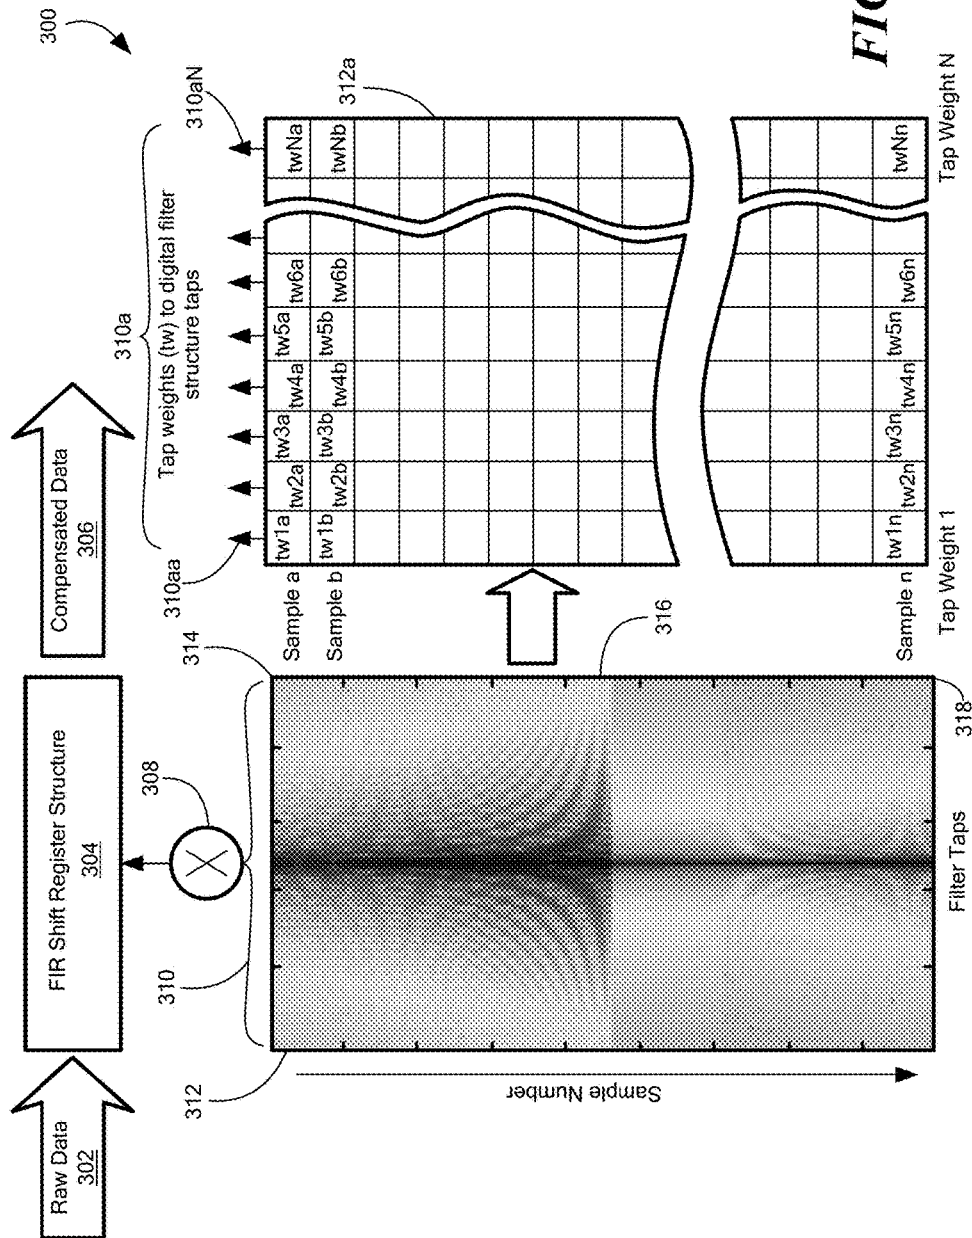 300
Raw Data
302
FIR Shift Register Structure
304
Compensated Data
306
308
310
310a
Tap weights (tw) to digital filter
structure taps
310aa
310aN
312
314
312a
Sample a
tw1a tw2a tw3a tw4a tw5a tw6a twNa
Sample b
tw1b tw2b tw3b tw4b tw5b tw6b twNb
Sample Number
316
Sample n
tw1n tw2n tw3n tw4n tw5n tw6n twNn
318
Filter Taps
Tap Weight 1
Tap Weight N